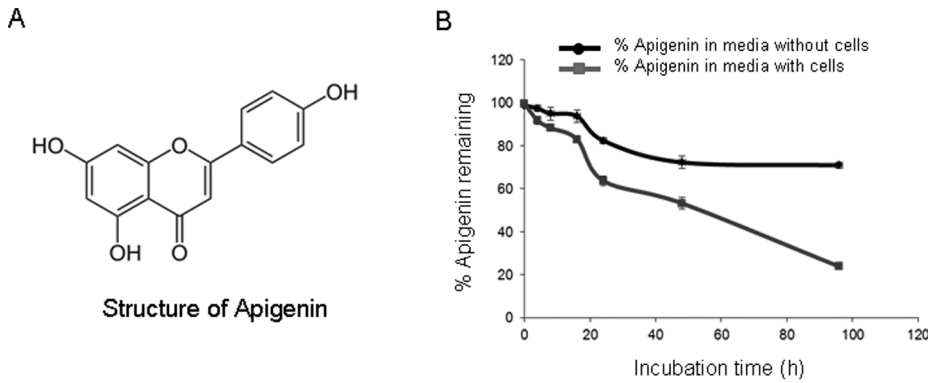 A
HO
O
OH
OH
O
Structure of Apigenin
B
% Apigenin in media without cells
% Apigenin in media with cells
% Apigenin remaining
120
100
80
60
40
20
0
0 20 40 60 80 100 120
Incubation time (h)